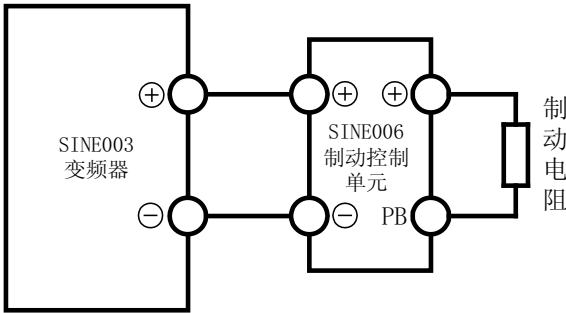 ⊕
SINE003
变频器
⊖
⊕ ⊕
SINE006
制动控制
单元
⊖ PB
制
动
电
阻